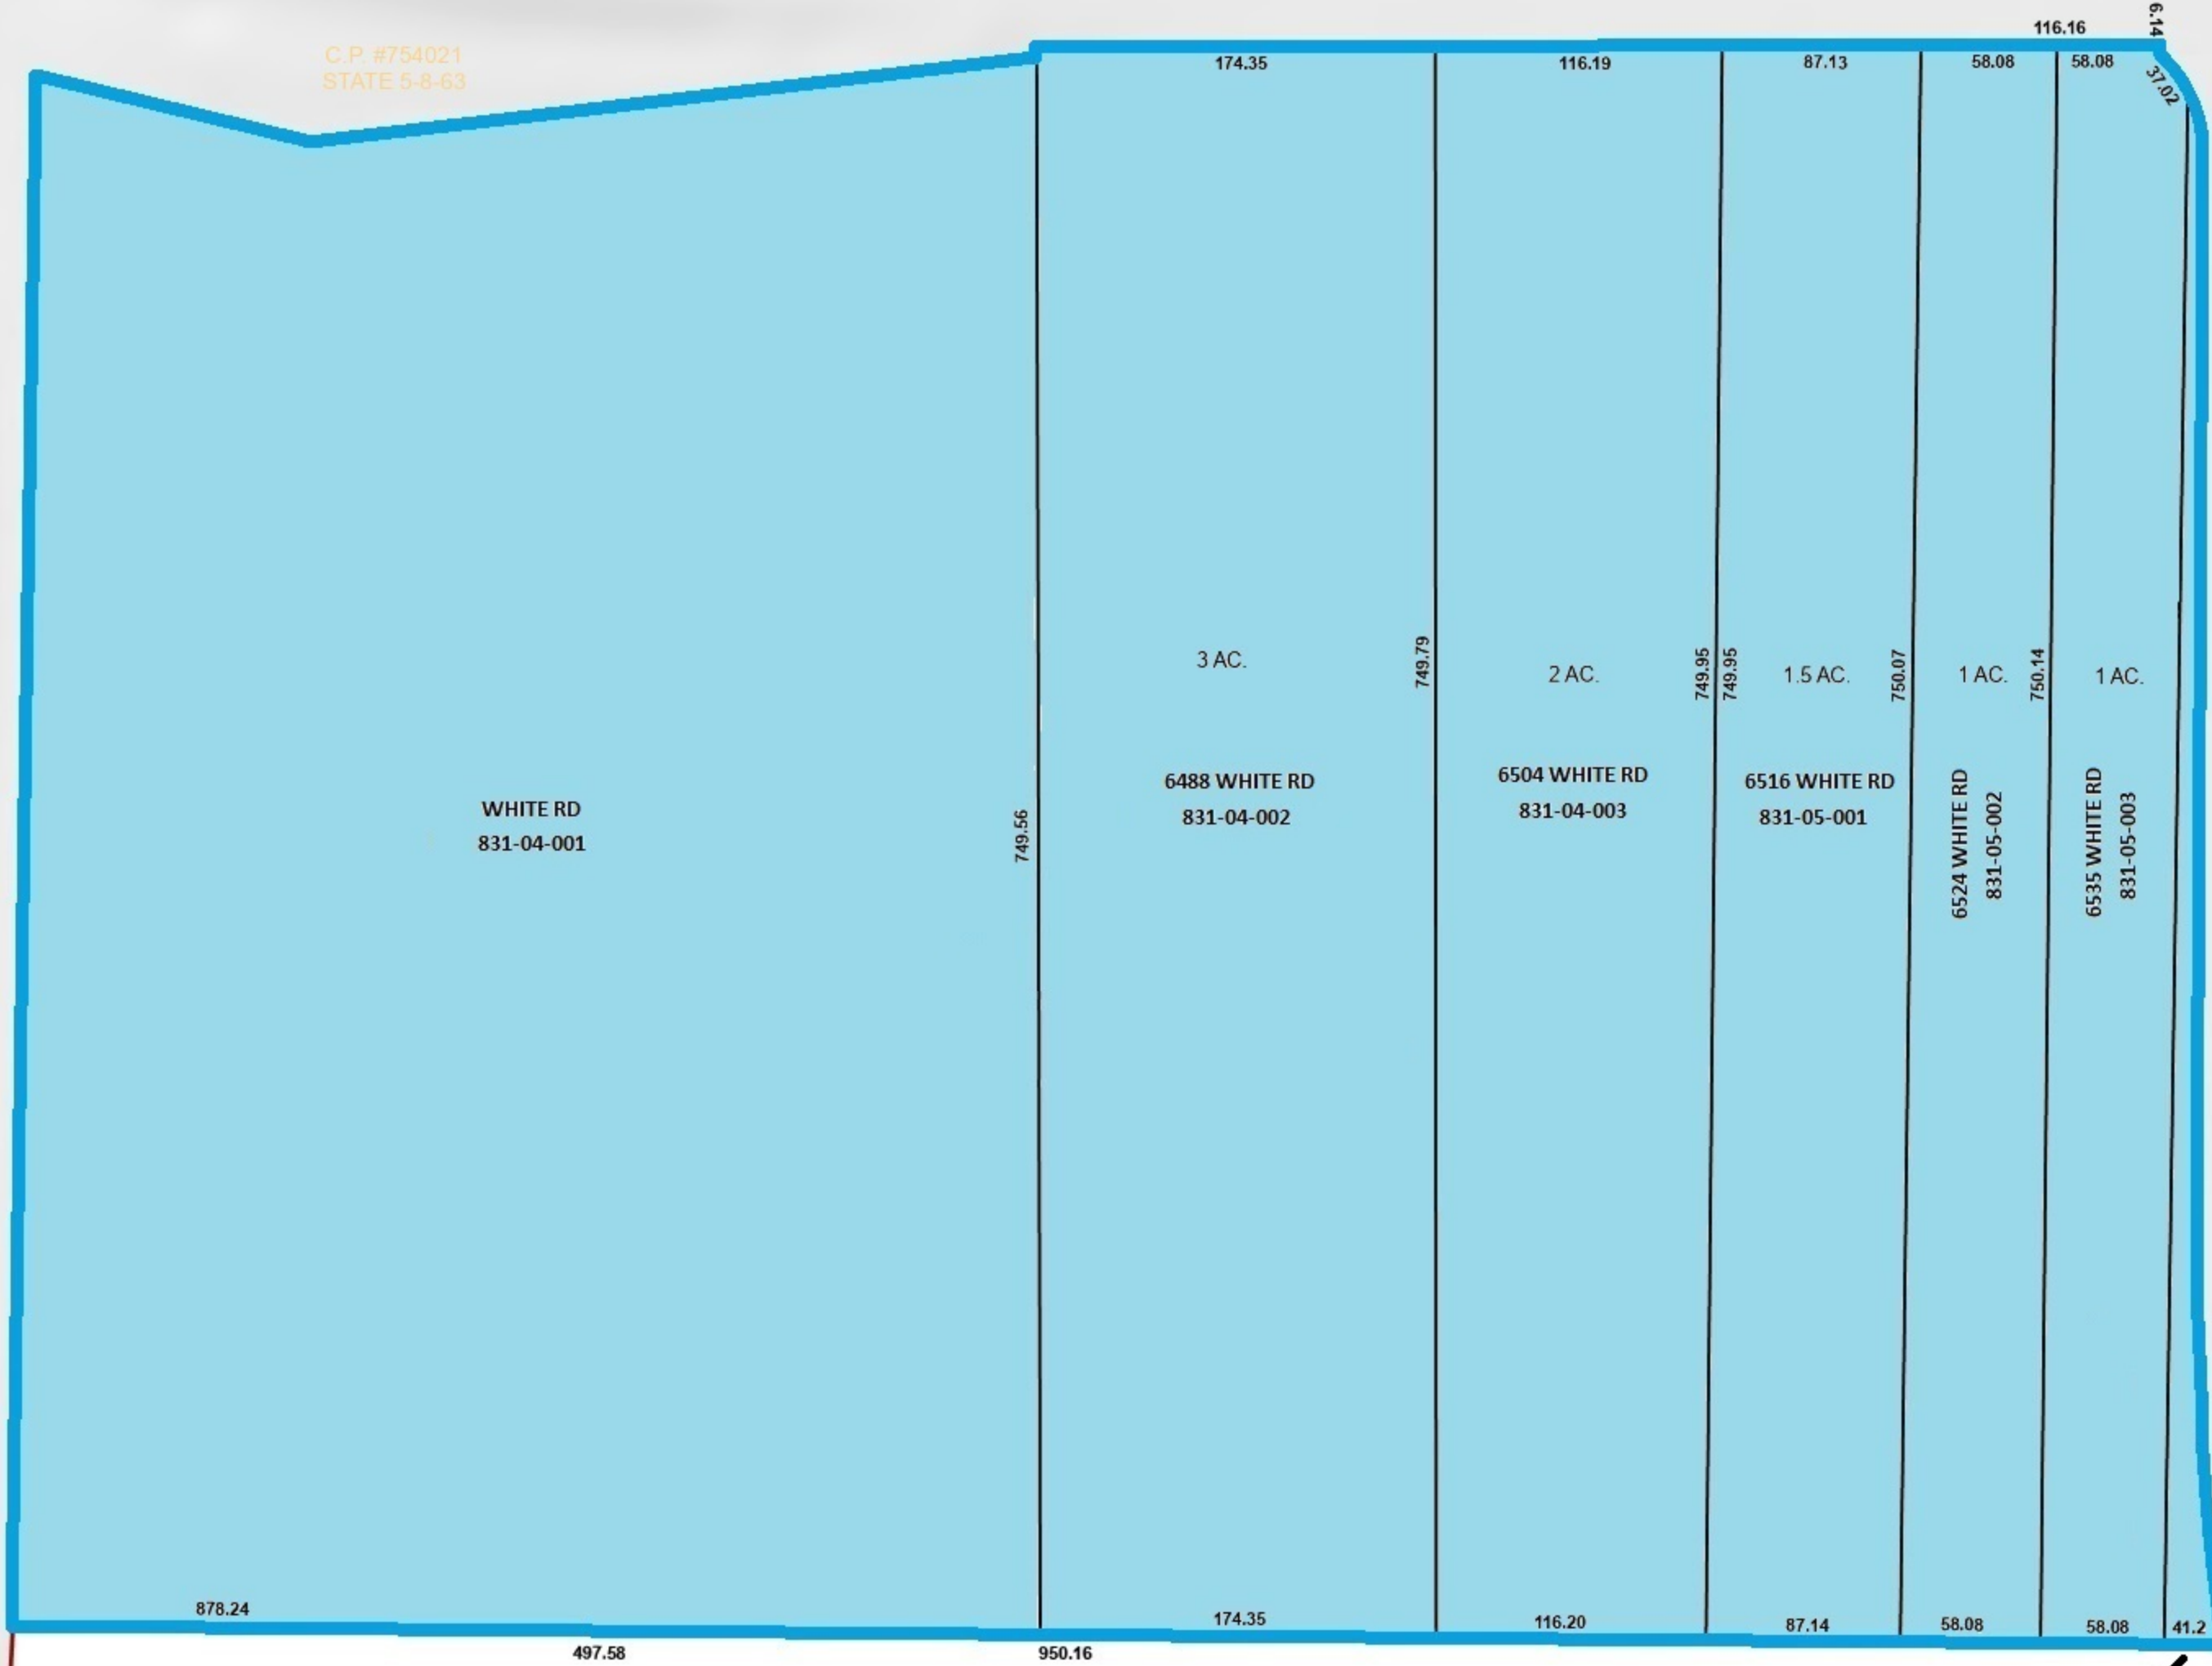 6.14
116.16
C.P. #754021
STATE 5-8-63
174.35
116.19
87.13
58.08
58.08
37.02
3 AC.
749.79
2 AC.
749.95
749.95
1.5 AC.
750.07
1 AC.
750.14
1 AC.
WHITE RD
831-04-001
749.56
6488 WHITE RD
831-04-002
6504 WHITE RD
831-04-003
6516 WHITE RD
831-05-001
6524 WHITE RD
831-05-002
6535 WHITE RD
831-05-003
878.24
174.35
116.20
87.14
58.08
58.08
41.2
497.58
950.16